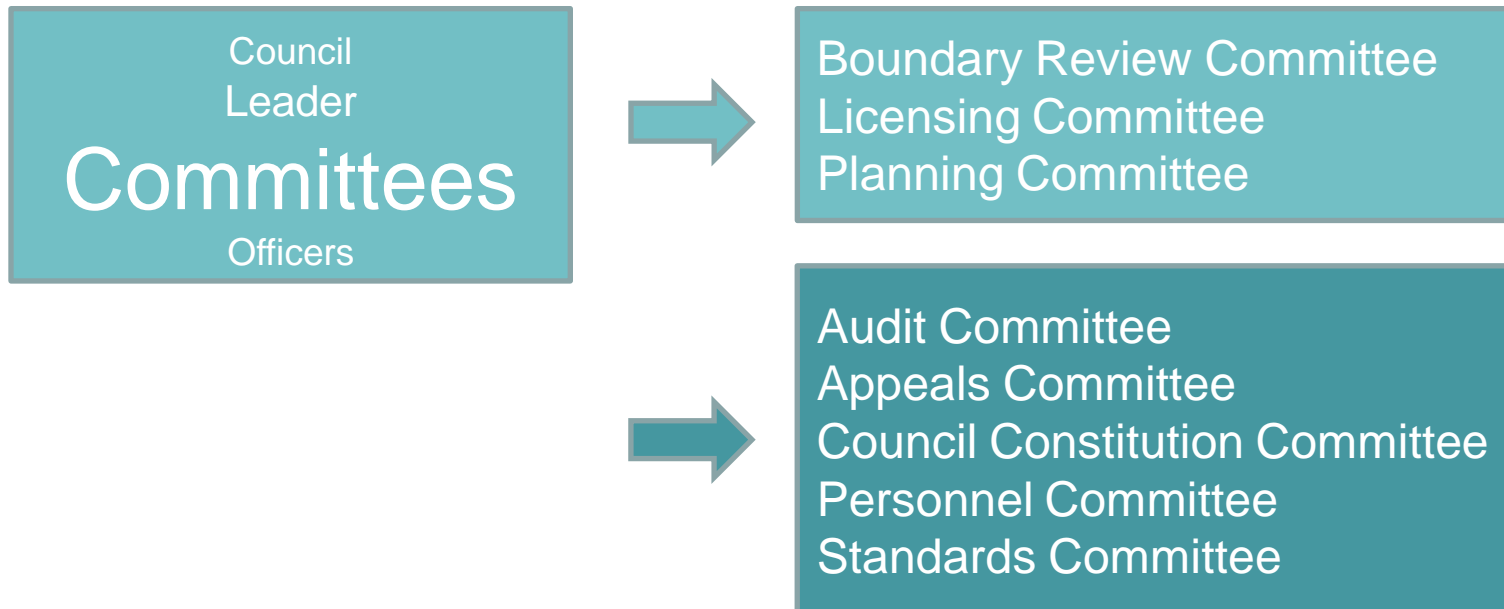 Council
Leader
Committees
Officers
Boundary Review Committee
Licensing Committee
Planning Committee
Audit Committee
Appeals Committee
Council Constitution Committee
Personnel Committee
Standards Committee